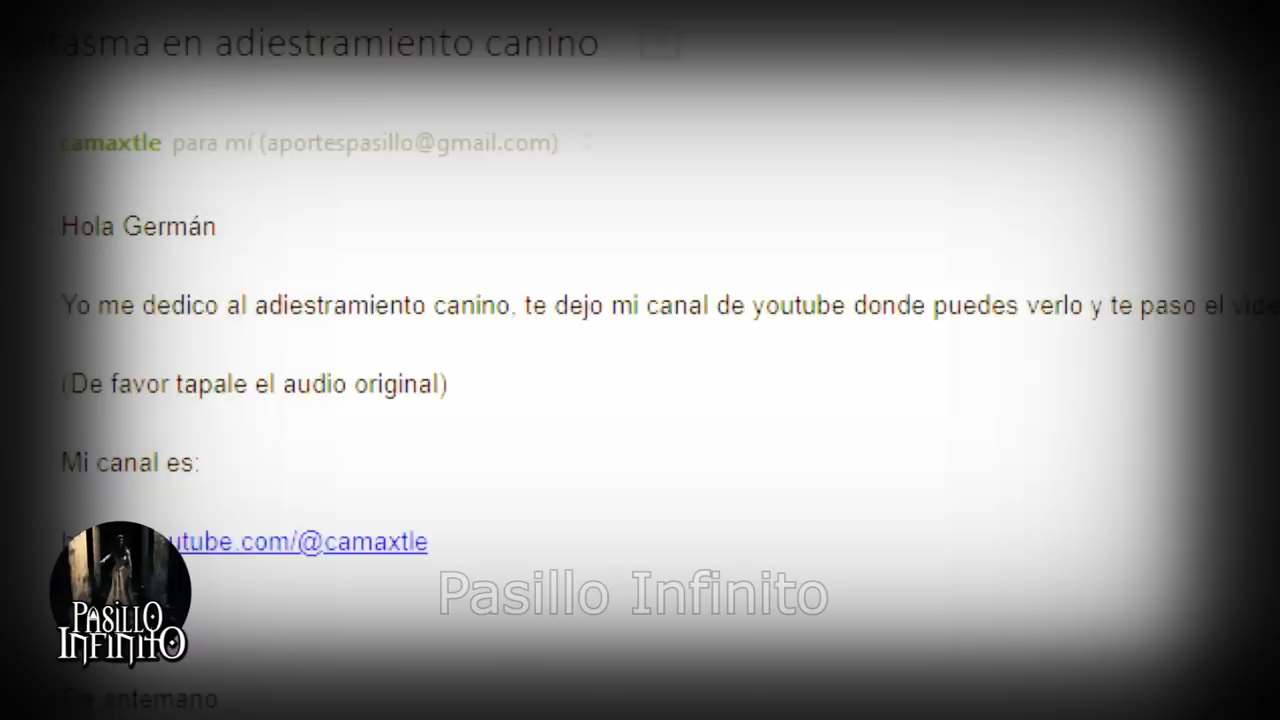 en adiestramiento canino
camaxtle para mí (aportespasillo@gmail.com)
Hola Germán
Yo me dedico al adiestramiento canino, te dejo mi canal de youtube donde puedes verlo y te paso el
(De favor tapale el audio original)
Mi canal es:
utube.com/@camaxtle
Pasillo Infinito
PASILLO
INFINITO
antemano